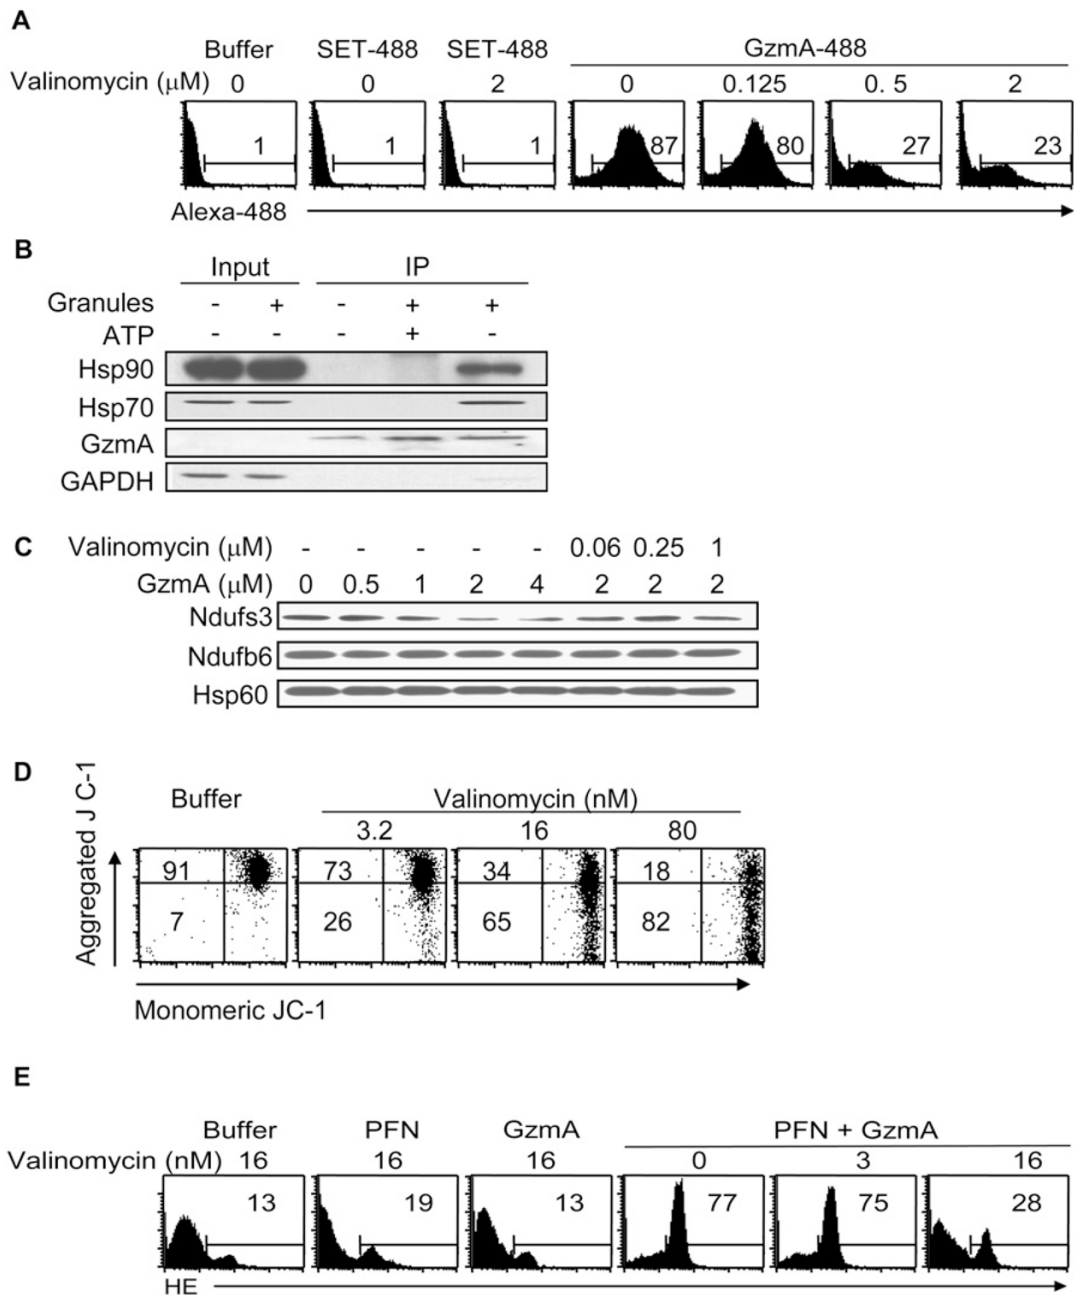 A
Buffer SET-488 SET-488 GzmA-488
Valinomycin (μM) 0 0 2 0 0.125 0. 5 2
1 1 1 87 80 27 23
Alexa-488
B
Input IP
Granules - + - + +
ATP - - - + -
Hsp90
Hsp70
GzmA
GAPDH
C
Valinomycin (μM) - - - - - 0.06 0.25 1
GzmA (μM) 0 0.5 1 2 4 2 2 2
Ndufs3
Ndufb6
Hsp60
D
Aggregated J C-1
Buffer Valinomycin (nM)
3.2 16 80
91 73 34 18
7 26 65 82
Monomeric JC-1
E
Buffer PFN GzmA PFN + GzmA
Valinomycin (nM) 16 16 16 0 3 16
13 19 13 77 75 28
HE